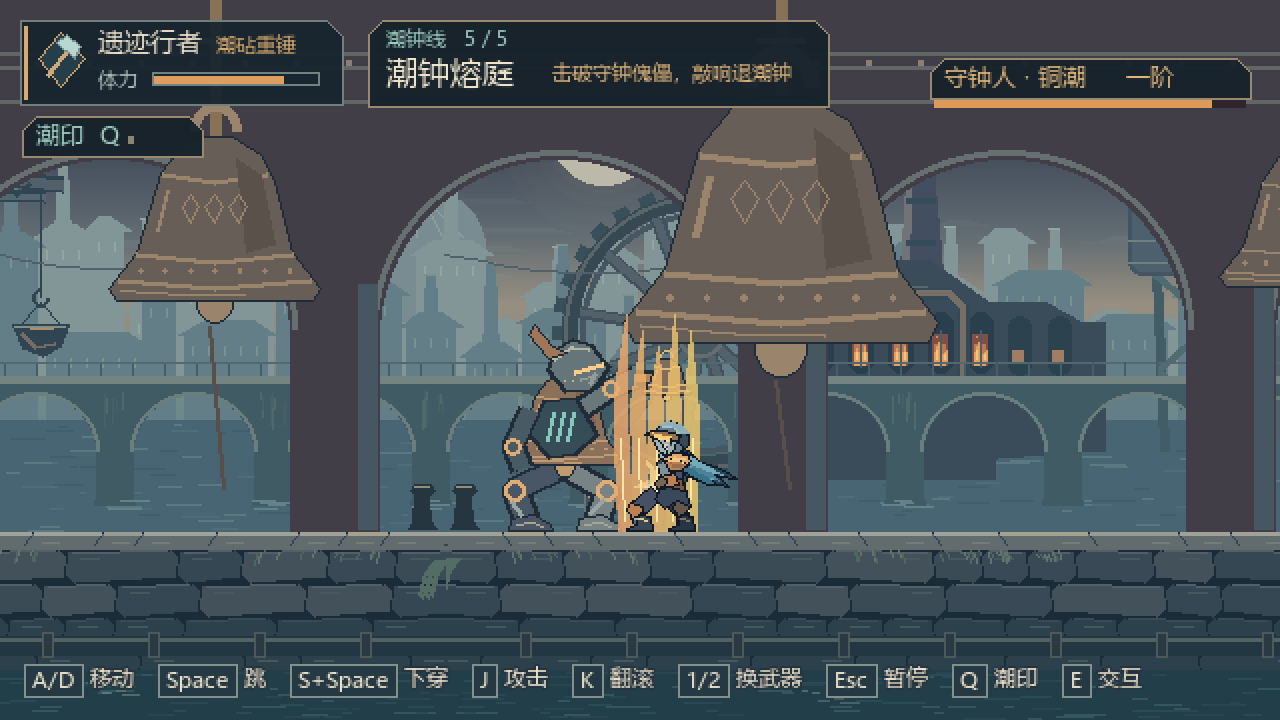 遗迹行者 潮砧重锤
体力
潮印 Q
潮钟线 5/5
潮钟熔庭 击破守钟傀儡，敲响退潮钟
守钟人·铜潮 一阶
A/D 移动 Space 跳 S+Space 下穿 J 攻击 K 翻滚 1/2 换武器 Esc 暂停 Q 潮印 E 交互